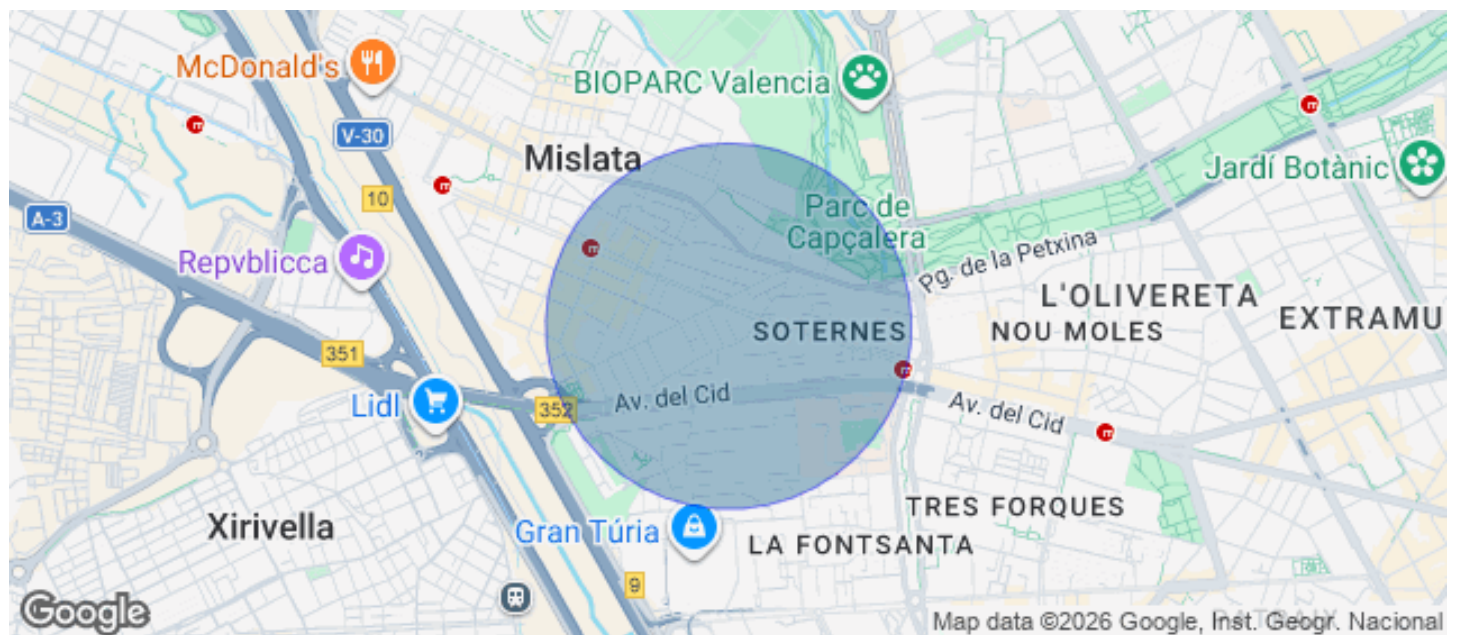 McDonald's
BIOPARC Valencia
V-30
Mislata
Jardí Botànic
10
Parc de
Capçalera
A-3
Repvblicca
Pg. de la Petxina
L'OLIVERETA
SOTERNES
NOU MOLES
EXTRAMU
351
Lidl
352
Av. del Cid
Av. del Cid
Xirivella
Gran Túria
TRES FORQUES
LA FONTSANTA
9
Google
Map data ©2026 Google, Inst. Geogr. Nacional